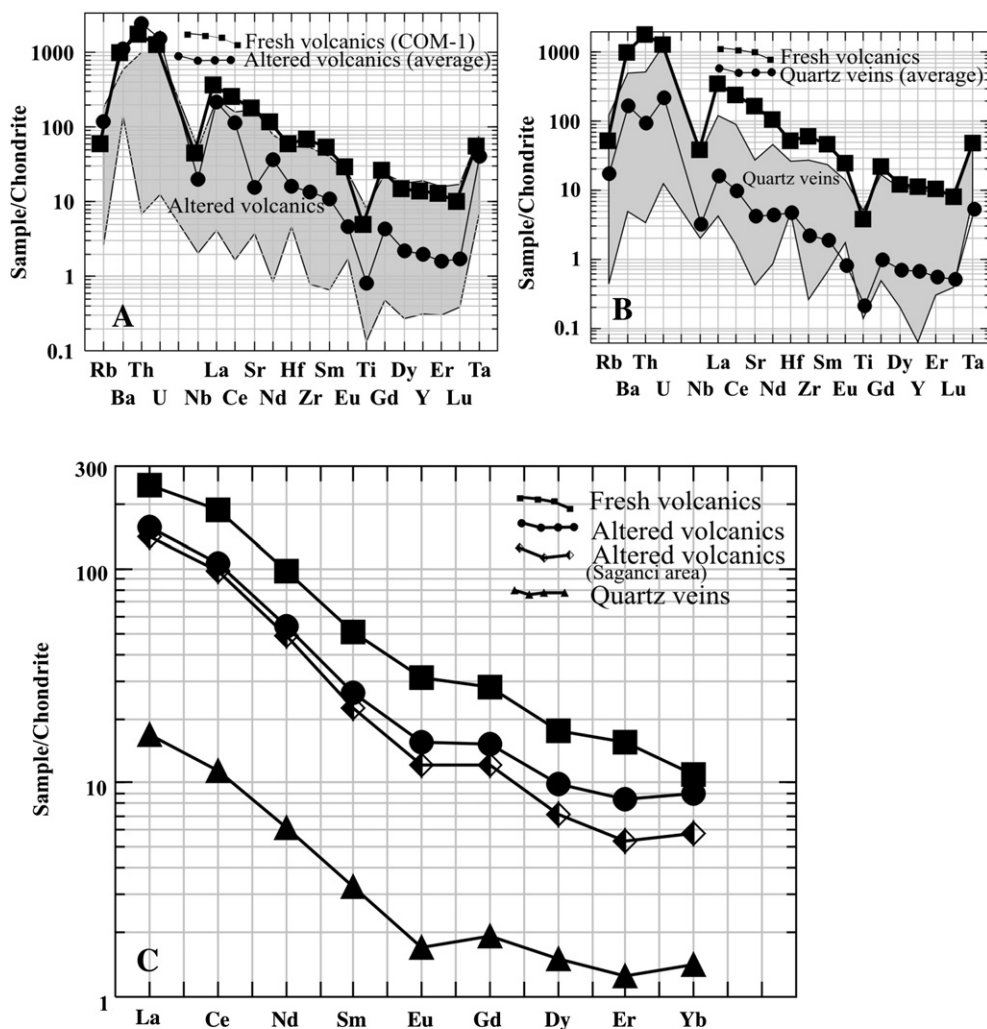 Fresh volcanics (COM-1)
Altered volcanics (average)
Sample/Chondrite
1000
100
10
1
0.1
Altered volcanics
A
Rb Th La Sr Hf Sm Ti Dy Er Ta
Ba U Nb Ce Nd Zr Eu Gd Y Lu
Fresh volcanics
Quartz veins (average)
Sample/Chondrite
1000
100
10
1
0.1
Quartz veins
B
Rb Th La Sr Hf Sm Ti Dy Er Ta
Ba U Nb Ce Nd Zr Eu Gd Y Lu
300
100
10
1
Sample/Chondrite
Fresh volcanics
Altered volcanics
Altered volcanics
(Saganci area)
Quartz veins
C
La Ce Nd Sm Eu Gd Dy Er Yb